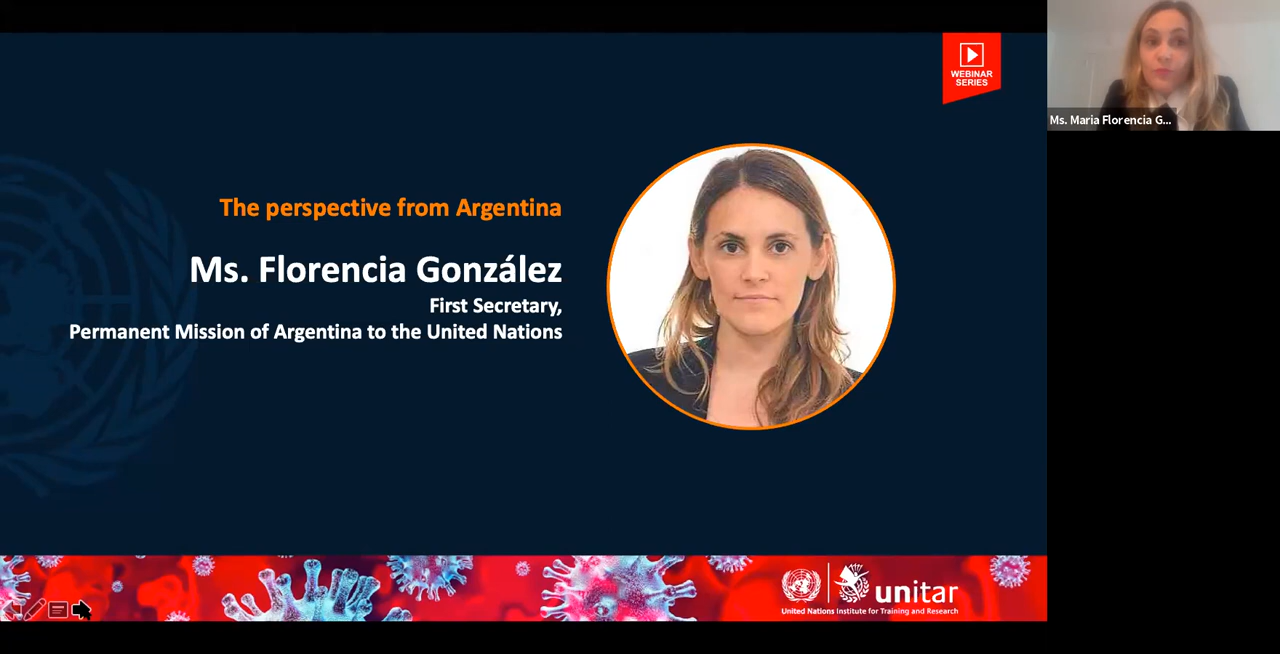 WEBINAR
SERIES
Ms. Maria Florencia G...
The perspective from Argentina
Ms. Florencia González
First Secretary,
Permanent Mission of Argentina to the United Nations
unitar
United Nations Institute for Training and Research